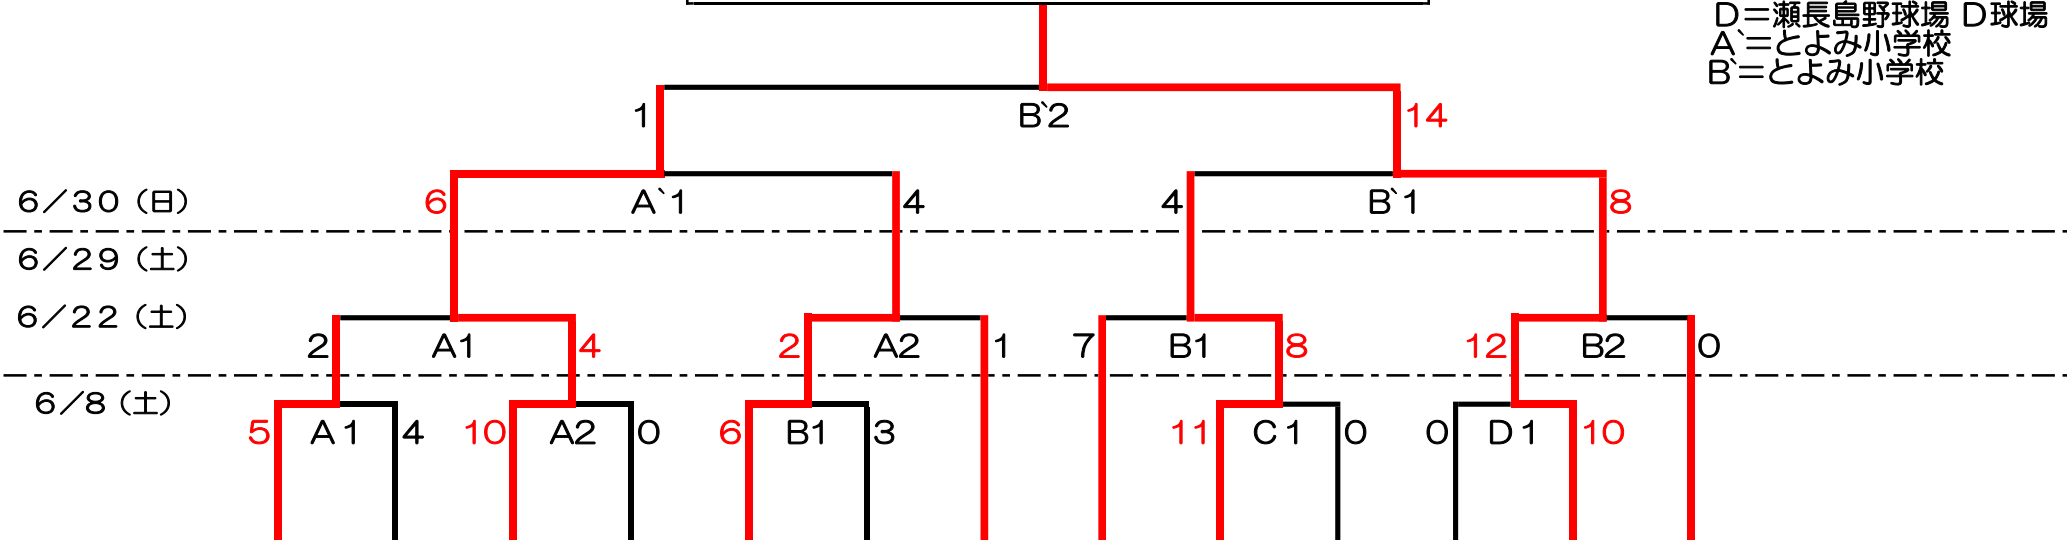 D＝瀬長島野球場 D球場
A`＝とよみ小学校
B`＝とよみ小学校
1 B`2 14
6／30（日） 6 A`1 4 4 B`1 8
6／29（土）
6／22（土） 2 A1 4 2 A2 1 7 B1 8 12 B2 0
6／8（土） 5 A1 4 10 A2 0 6 B1 3 11 C1 0 0 D1 10